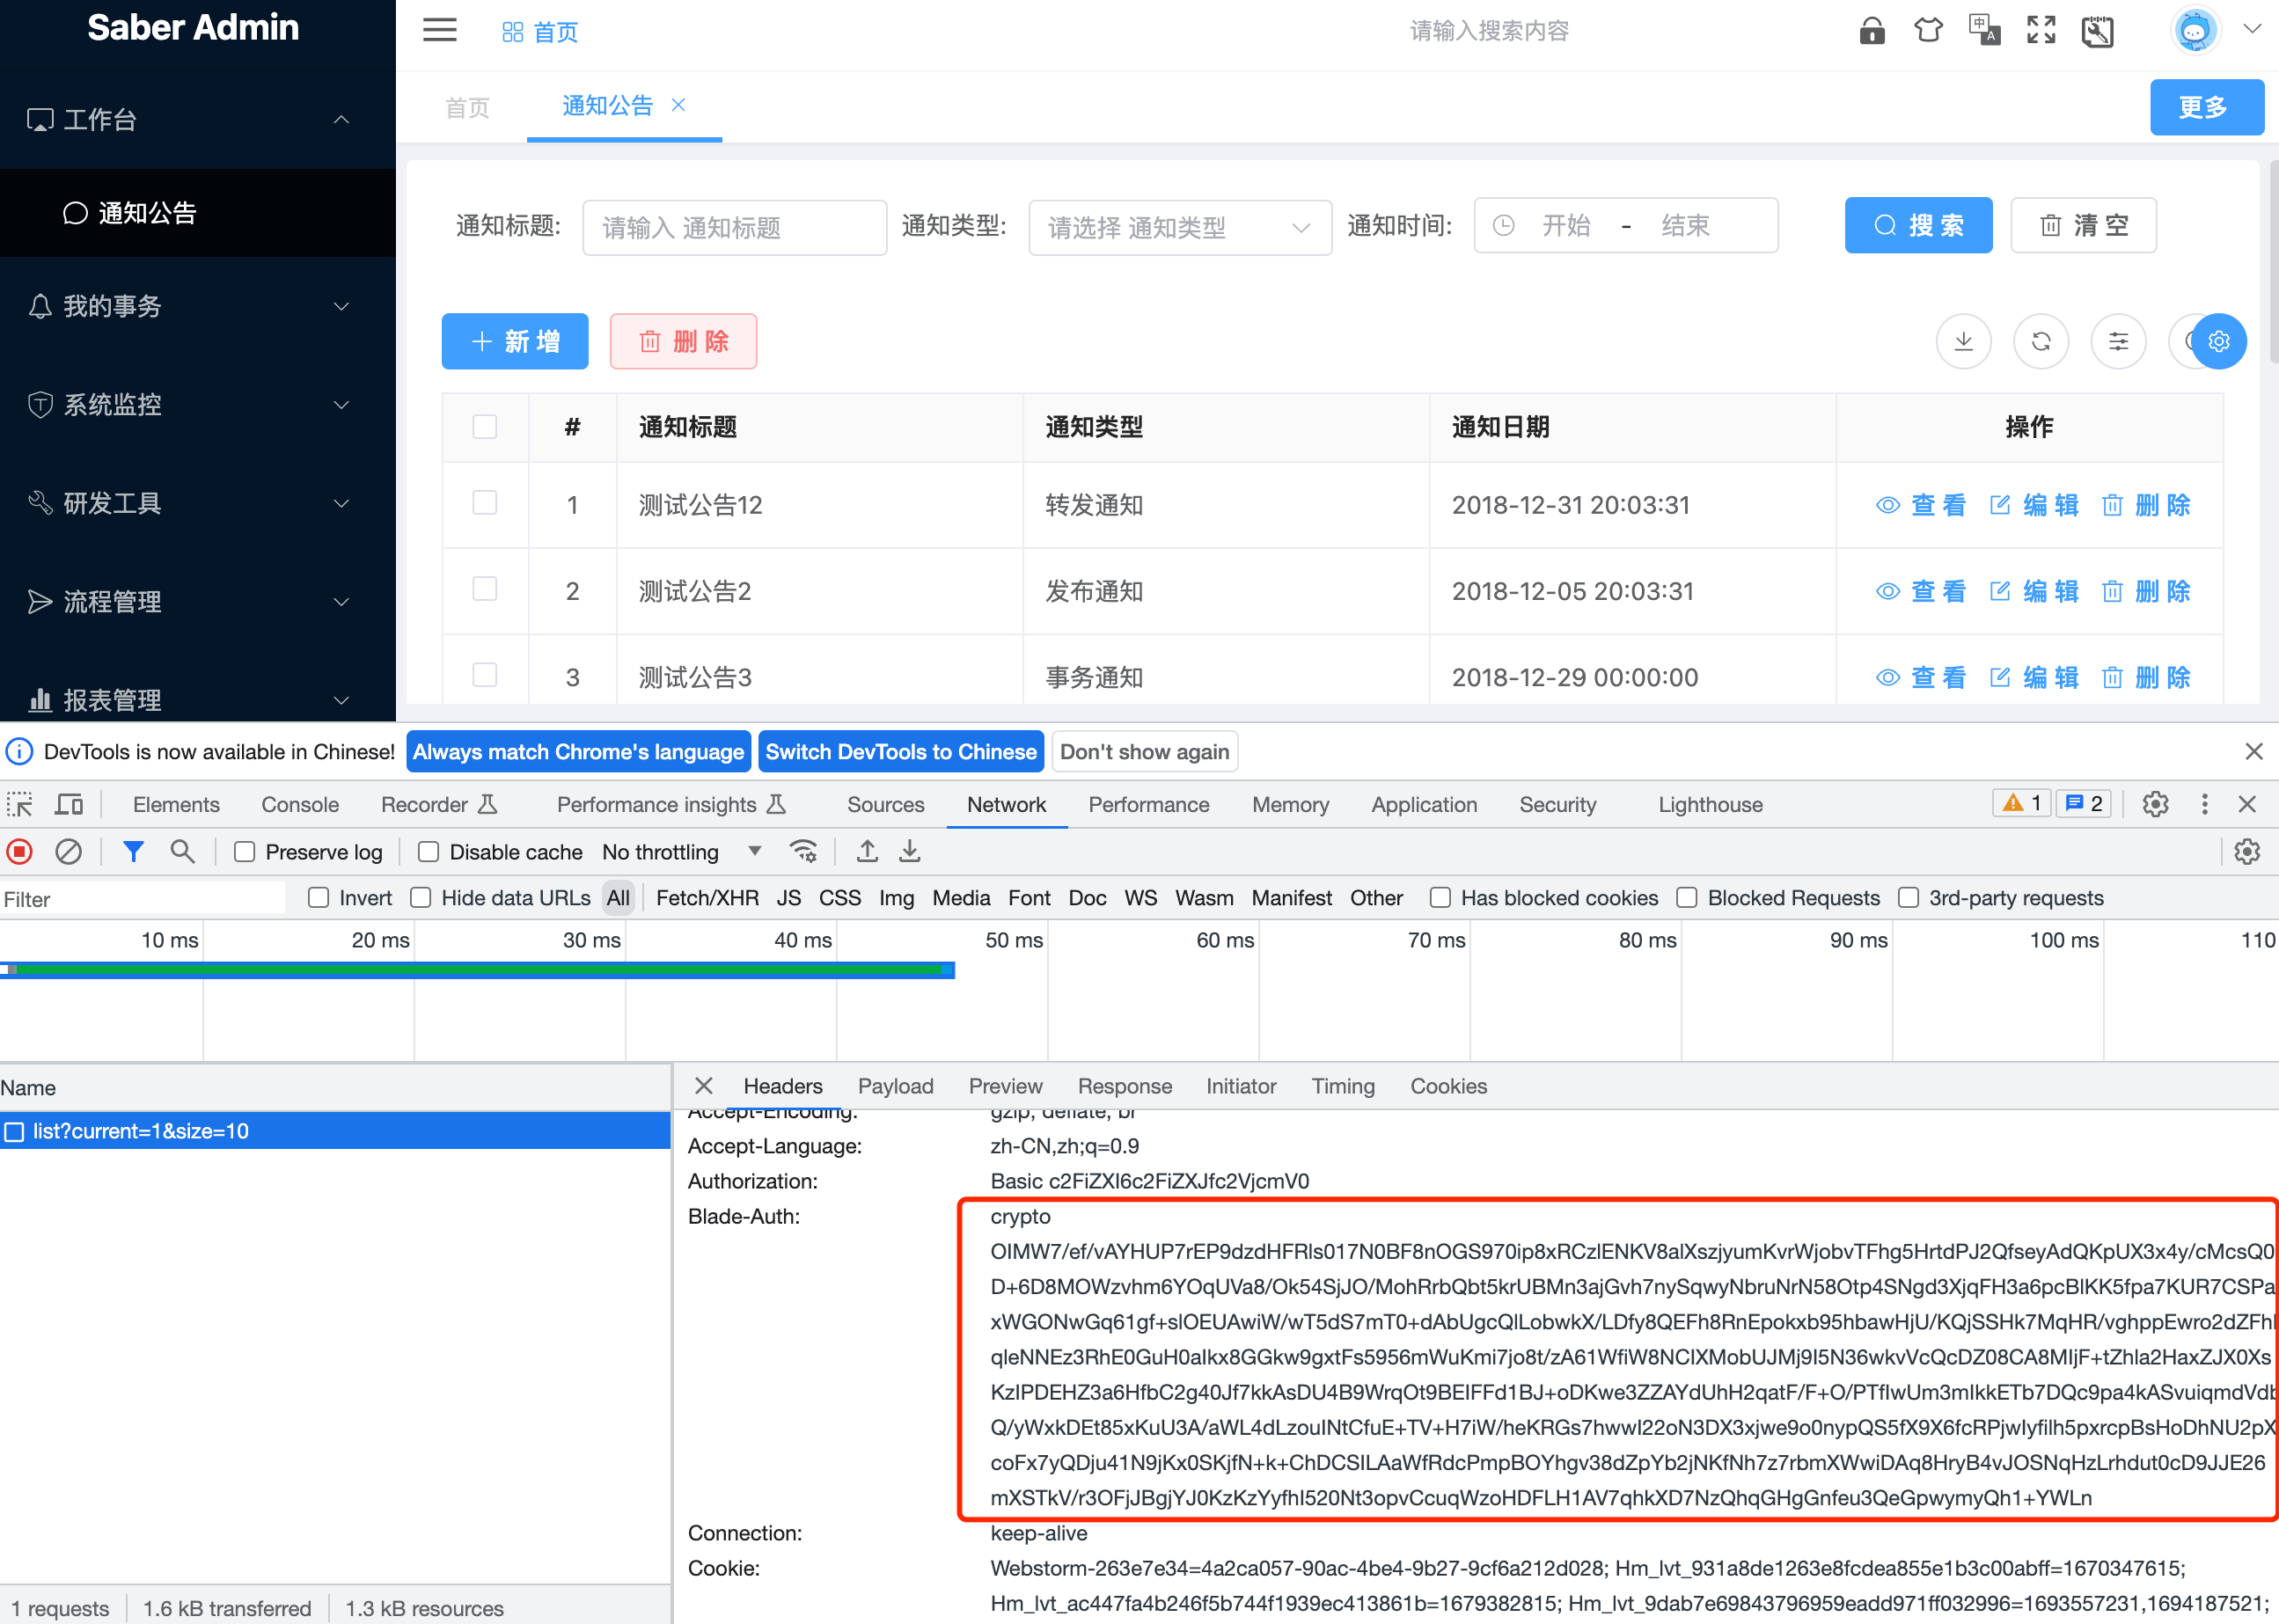 Saber Admin
首页
请输入搜索内容
工作台
通知公告
我的事务
系统监控
研发工具
流程管理
报表管理
首页 通知公告 更多
通知标题: 请输入 通知标题 通知类型: 请选择 通知类型 通知时间: 开始 - 结束 搜 索 清 空
新 增 删 除
# 通知标题 通知类型 通知日期 操作
1 测试公告12 转发通知 2018-12-31 20:03:31 查 看 编 辑 删 除
2 测试公告2 发布通知 2018-12-05 20:03:31 查 看 编 辑 删 除
3 测试公告3 事务通知 2018-12-29 00:00:00 查 看 编 辑 删 除
DevTools is now available in Chinese! Always match Chrome's language Switch DevTools to Chinese Don't show again
Elements Console Recorder Performance insights Sources Network Performance Memory Application Security Lighthouse 1 2
Preserve log Disable cache No throttling
Filter Invert Hide data URLs All Fetch/XHR JS CSS Img Media Font Doc WS Wasm Manifest Other Has blocked cookies Blocked Requests 3rd-party requests
10 ms 20 ms 30 ms 40 ms 50 ms 60 ms 70 ms 80 ms 90 ms 100 ms 110
Name
list?current=1&size=10
Headers Payload Preview Response Initiator Timing Cookies
Accept-Encoding: gzip, deflate, br
Accept-Language: zh-CN,zh;q=0.9
Authorization: Basic c2FiZXI6c2FiZXJfc2VjcmV0
Blade-Auth: crypto
OIMW7/ef/vAYHUP7rEP9dzdHFRls017N0BF8nOGS970ip8xRCzlENKV8alXszjyumKvrWjobvTFhg5HrtdPJ2QfseyAdQKpUX3x4y/cMcsQ0
D+6D8MOWzvhm6YOqUVa8/Ok54SjJO/MohRrbQbt5krUBMn3ajGvh7nySqwyNbruNrN58Otp4SNgd3XjqFH3a6pcBlKK5fpa7KUR7CSPa
xWGONwGq61gf+slOEUAwiW/wT5dS7mT0+dAbUgcQlLobwkX/LDfy8QEFh8RnEpokxb95hbawHjU/KQjSSHk7MqHR/vghppEwro2dZFhl
qleNNEz3RhE0GuH0alkx8GGkw9gxtFs5956mWuKmi7jo8t/zA61WfiW8NCIXMobUJMj9I5N36wkvVcQcDZ08CA8MIjF+tZhla2HaxZJX0Xs
KzIPDEHZ3a6HfbC2g40Jf7kkAsDU4B9WrqOt9BEIFFd1BJ+oDKwe3ZZAYdUhH2qatF/F+O/PTflwUm3mIkkETb7DQc9pa4kASvuiqmdVdb
Q/yWxkDEt85xKuU3A/aWL4dLzouINtCfuE+TV+H7iW/heKRGs7hwwl22oN3DX3xjwe9o0nypQS5fX9X6fcRPjwIyfilh5pxrcpBsHoDhNU2pX
coFx7yQDju41N9jKx0SKjfN+k+ChDCSILAaWfRdcPmpBOYhgv38dZpYb2jNKfNh7z7rbmXWwiDAq8HryB4vJOSNqHzLrhdut0cD9JJE26
mXSTkV/r3OFjJBgjYJ0KzKzYyfhI520Nt3opvCcuqWzoHDFLH1AV7qhkXD7NzQhqGHgGnfeu3QeGpwymyQh1+YWLn
Connection: keep-alive
Cookie: Webstorm-263e7e34=4a2ca057-90ac-4be4-9b27-9cf6a212d028; Hm_lvt_931a8de1263e8fcdea855e1b3c00abff=1670347615;
Hm_lvt_ac447fa4b246f5b744f1939ec413861b=1679382815; Hm_lvt_9dab7e69843796959eadd971ff032996=1693557231,1694187521;
1 requests 1.6 kB transferred 1.3 kB resources